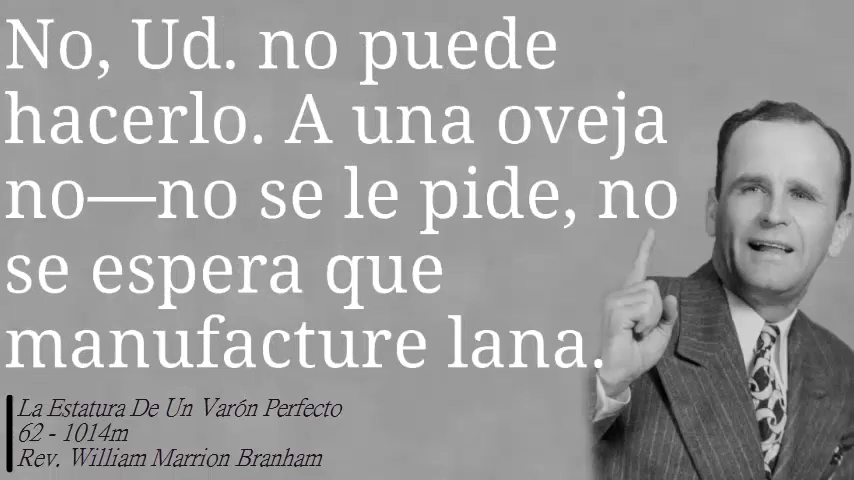 No, Ud. no puede
hacerlo. A una oveja
no—no se le pide, no
se espera que
manufacture lana.
La Estatura De Un Varón Perfecto
62 - 1014m
Rev. William Marrion Branham